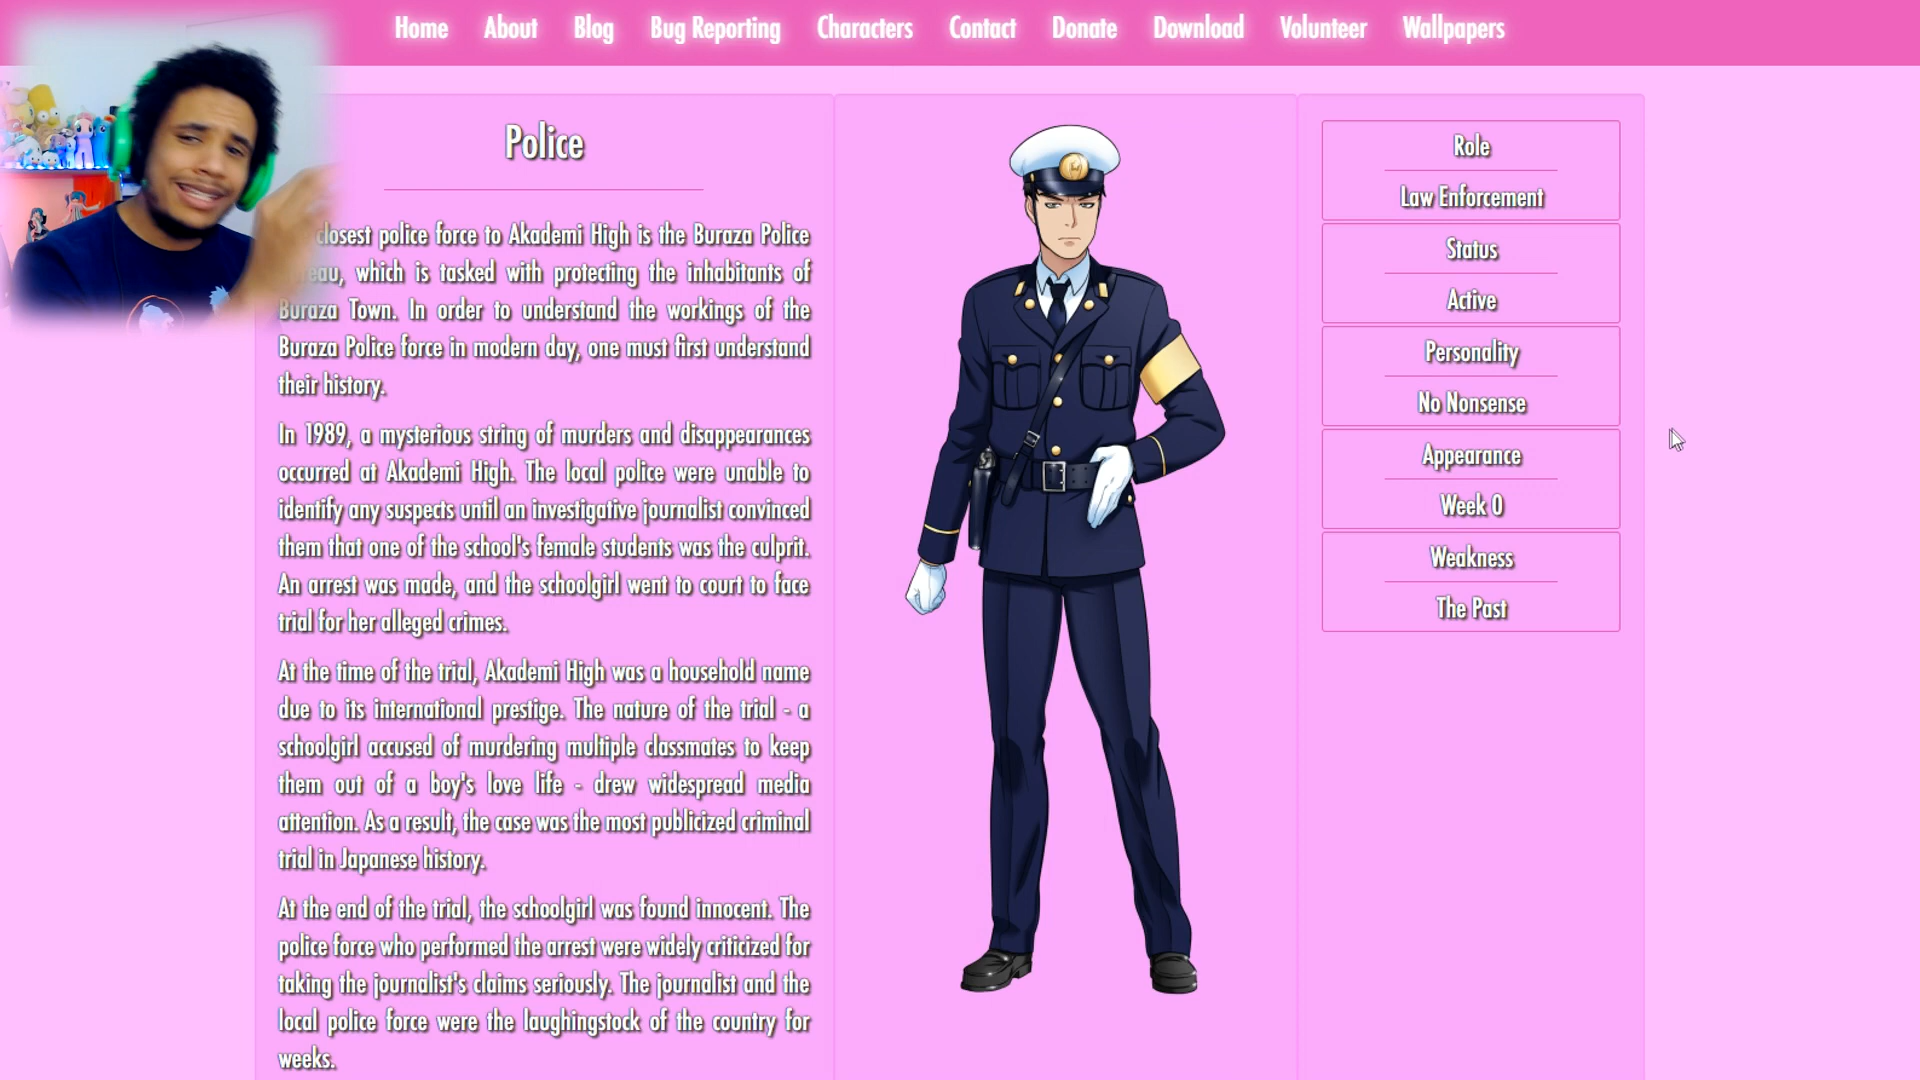 Home About Blog Bug Reporting Characters Contact Donate Download Volunteer Wallpapers
Police
closest police force to Akademi High is the Buraza Police
which is tasked with protecting the inhabitants of
Buraza Town. In order to understand the workings of the
Buraza Police force in modern day, one must first understand
their history.
In 1989, a mysterious string of murders and disappearances
occurred at Akademi High. The local police were unable to
identify any suspects until an investigative journalist convinced
them that one of the school's female students was the culprit.
An arrest was made, and the schoolgirl went to court to face
trial for her alleged crimes.
At the time of the trial, Akademi High was a household name
due to its international prestige. The nature of the trial - a
schoolgirl accused of murdering multiple classmates to keep
them out of a boy's love life - drew widespread media
attention. As a result, the case was the most publicized criminal
trial in Japanese history.
At the end of the trial, the schoolgirl was found innocent. The
police force who performed the arrest were widely criticized for
taking the journalist's claims seriously. The journalist and the
local police force were the laughingstock of the country for
weeks.
Role
Law Enforcement
Status
Active
Personality
No Nonsense
Appearance
Week 0
Weakness
The Past